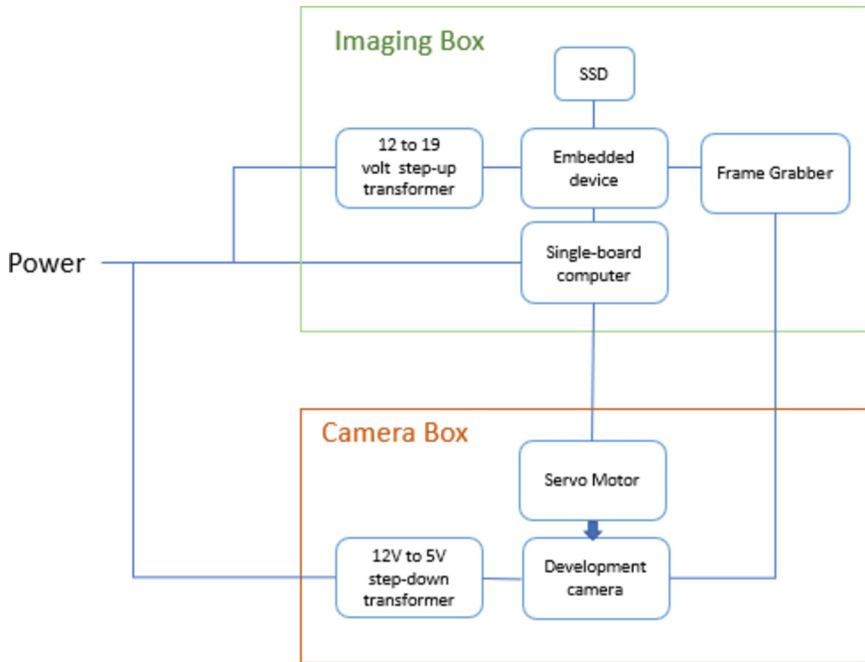 Imaging Box
SSD
12 to 19
volt step-up
transformer
Embedded
device
Frame Grabber
Power
Single-board
computer
Camera Box
Servo Motor
12V to 5V
step-down
transformer
Development
camera